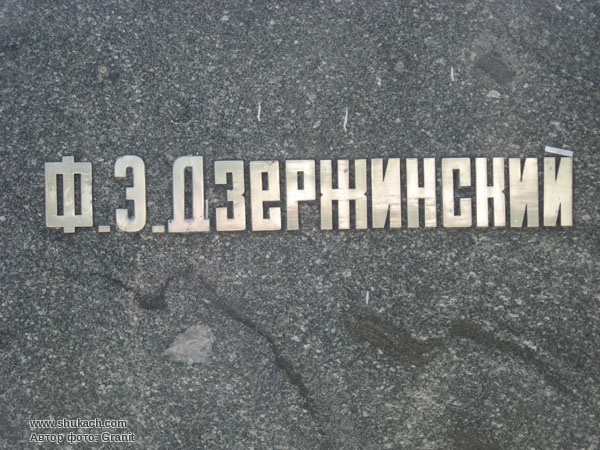 Ф.Э.ДЗЕРЖИНСКИЙ
www.shukach.com
Автор фото: Granit